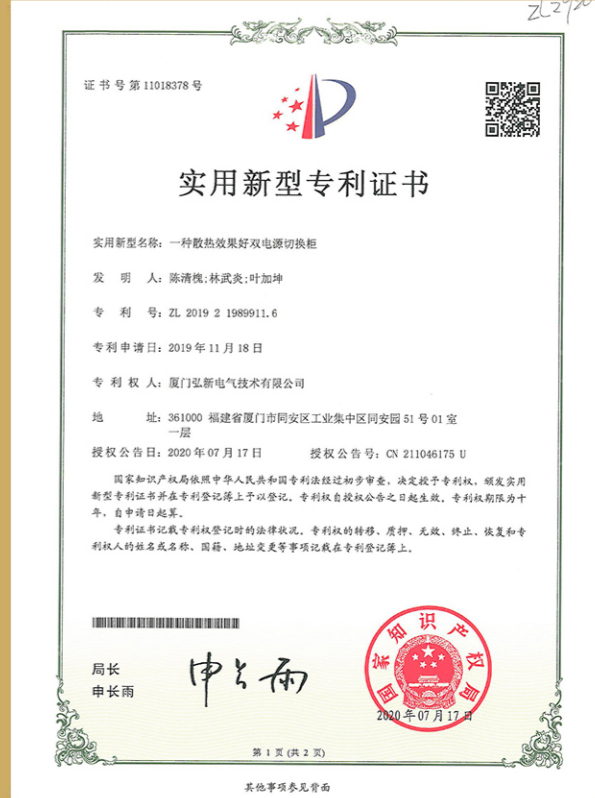 ZL2920
证书号第11018378号
实用新型专利证书
实用新型名称：一种散热效果好双电源切换柜
发 明 人：陈清槐;林武炎;叶加坤
专 利 号：ZL 2019 2 1989911.6
专利申请日：2019年11月18日
专 利 权 人：厦门弘新电气技术有限公司
地 址：361000 福建省厦门市同安区工业集中区同安园51号01室
一层
授权公告日：2020年07月17日 授权公告号：CN 211046175 U
国家知识产权局依照中华人民共和国专利法经过初步审查，决定授予专利权，颁发实用
新型专利证书并在专利登记簿上予以登记。专利权自授权公告之日起生效。专利权期限为十
年，自申请日起算。
专利证书记载专利权登记时的法律状况。专利权的转移、质押、无效、终止、恢复和专
利权人的姓名或名称、国籍、地址变更等事项记载在专利登记簿上。
局长
申长雨
申长雨
国家知识产权局
2020年07月17日
第 1 页 (共 2 页)
其他事项参见背面